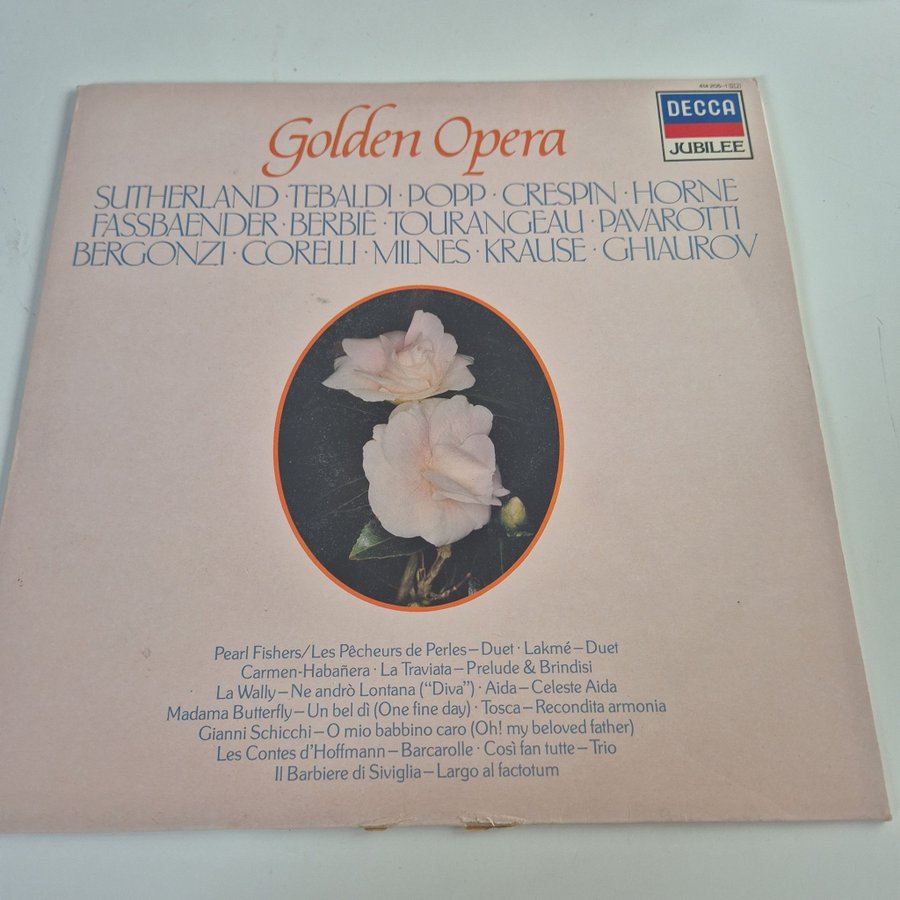 414 205-1
DECCA
JUBILEE
Golden Opera
SUTHERLAND · TEBALDI · POPP · CRESPIN · HORNE
FASSBAENDER · BERBIÈ · TOURANGEAU · PAVAROTTI
BERGONZI · CORELLI · MILNES · KRAUSE · GHIAUROV
Pearl Fishers/Les Pêcheurs de Perles – Duet · Lakmé – Duet
Carmen-Habañera · La Traviata – Prelude & Brindisi
La Wally – Ne andrò Lontana (“Diva”) · Aida – Celeste Aida
Madama Butterfly – Un bel dì (One fine day) · Tosca – Recondita armonia
Gianni Schicchi – O mio babbino caro (Oh! my beloved father)
Les Contes d'Hoffmann – Barcarolle · Così fan tutte – Trio
Il Barbiere di Siviglia – Largo al factotum